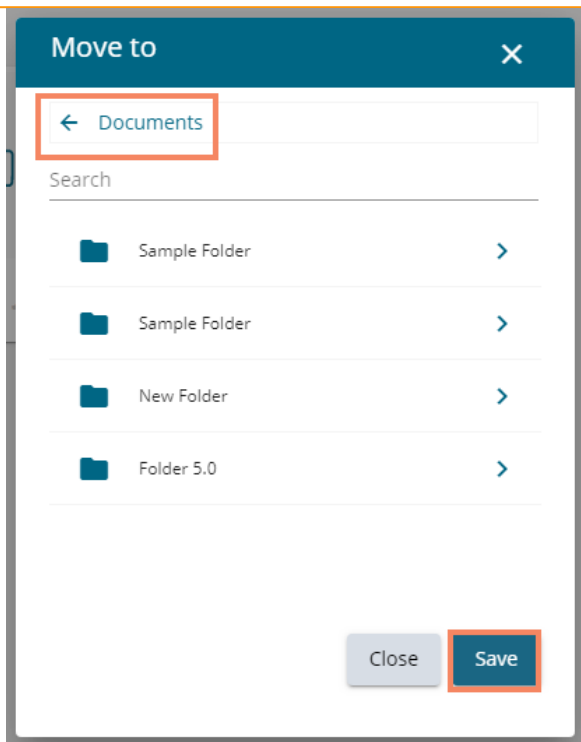 Move to
Documents
Search
Sample Folder
Sample Folder
New Folder
Folder 5.0
Close Save